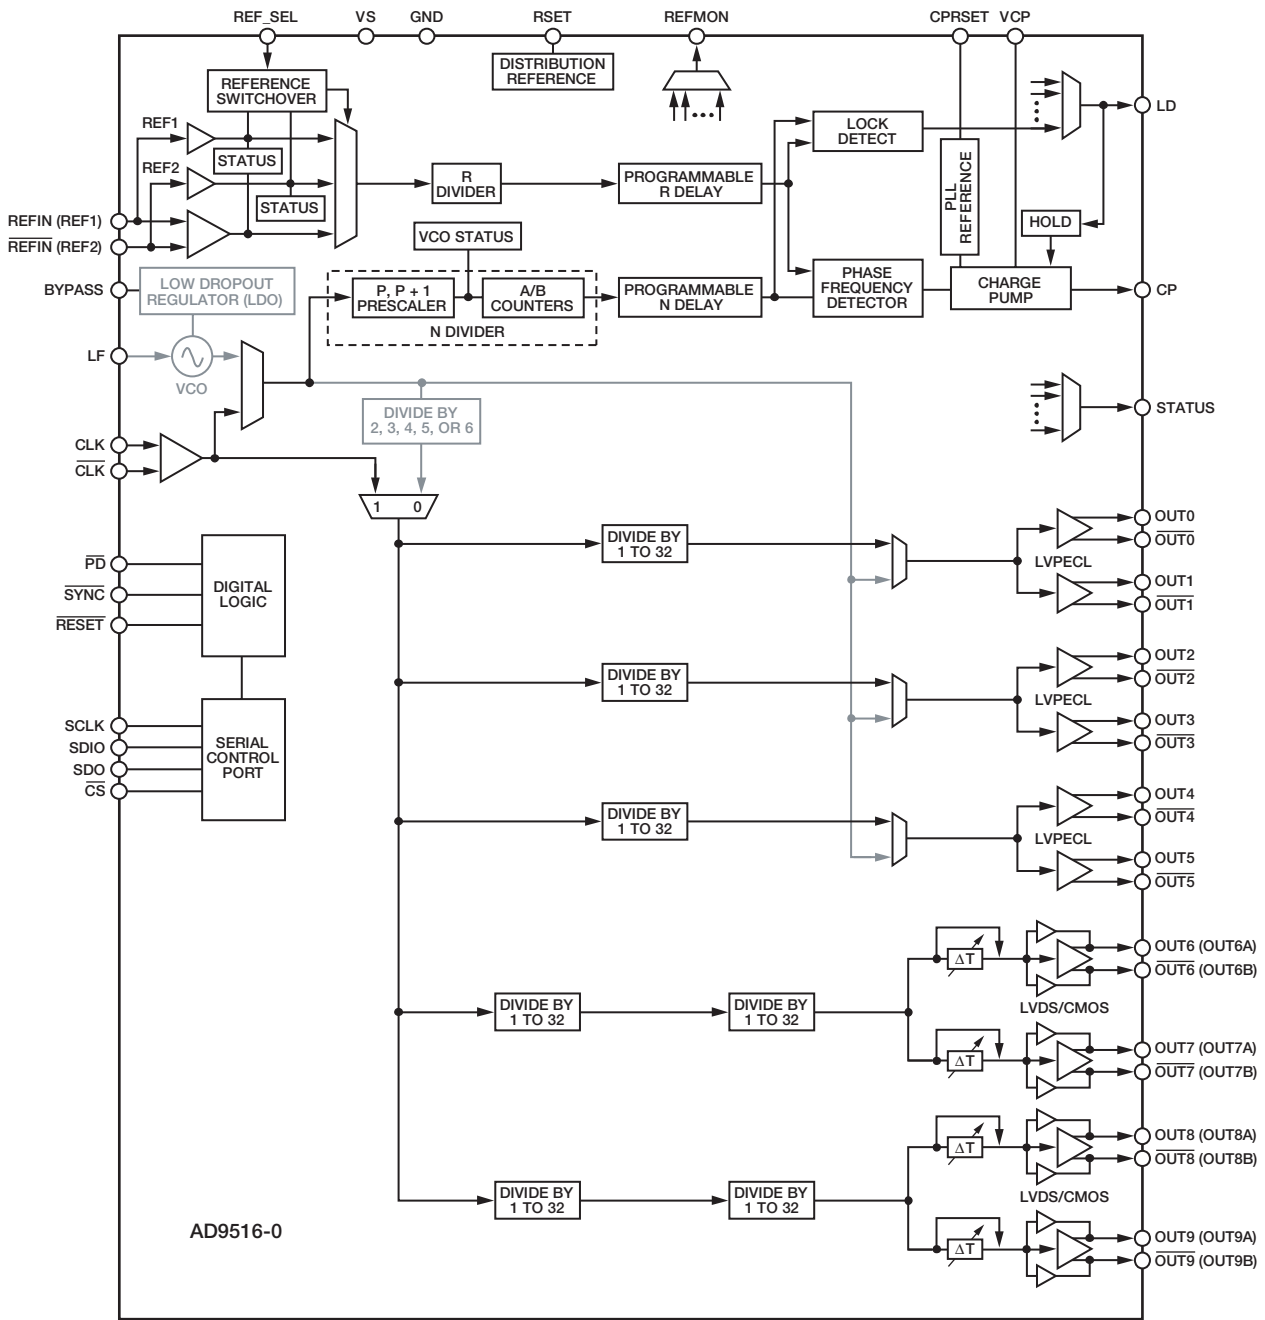 REF_SEL
VS
GND
RSET
REFMON
CPRSET
VCP
DISTRIBUTION
REFERENCE
REFERENCE
SWITCHOVER
REF1
STATUS
REF2
STATUS
REFIN (REF1)
REFIN (REF2)
BYPASS
LOW DROPOUT
REGULATOR (LDO)
LF
VCO
CLK
CLK
R
DIVIDER
PROGRAMMABLE
R DELAY
LOCK
DETECT
LD
PLL
REFERENCE
HOLD
VCO STATUS
P, P + 1
PRESCALER
A/B
COUNTERS
N DIVIDER
PROGRAMMABLE
N DELAY
PHASE
FREQUENCY
DETECTOR
CHARGE
PUMP
CP
STATUS
DIVIDE BY
2, 3, 4, 5, OR 6
1
0
PD
SYNC
RESET
DIGITAL
LOGIC
SCLK
SDIO
SDO
CS
SERIAL
CONTROL
PORT
DIVIDE BY
1 TO 32
LVPECL
OUT0
OUT0
OUT1
OUT1
DIVIDE BY
1 TO 32
LVPECL
OUT2
OUT2
OUT3
OUT3
DIVIDE BY
1 TO 32
LVPECL
OUT4
OUT4
OUT5
OUT5
DIVIDE BY
1 TO 32
DIVIDE BY
1 TO 32
ΔT
ΔT
LVDS/CMOS
OUT6 (OUT6A)
OUT6 (OUT6B)
OUT7 (OUT7A)
OUT7 (OUT7B)
DIVIDE BY
1 TO 32
DIVIDE BY
1 TO 32
ΔT
ΔT
LVDS/CMOS
OUT8 (OUT8A)
OUT8 (OUT8B)
OUT9 (OUT9A)
OUT9 (OUT9B)
AD9516-0